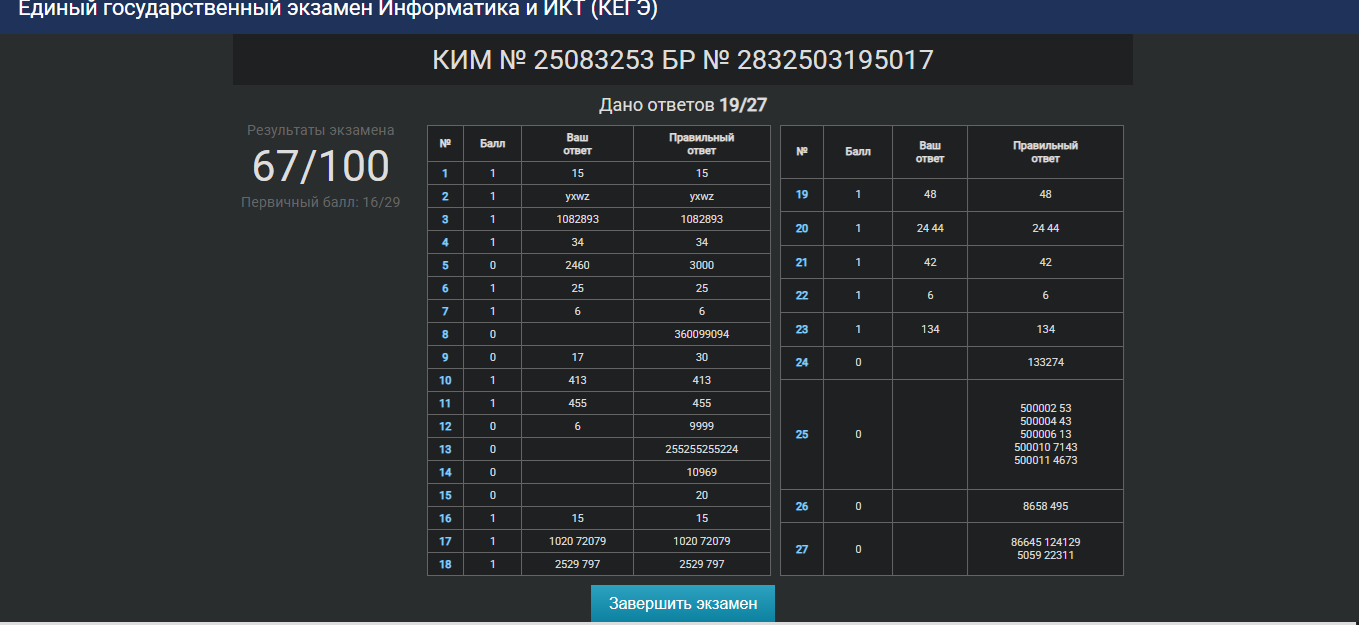 Единый государственный экзамен Информатика и ИКТ (КЕГЭ)
КИМ № 25083253 БР № 2832503195017
Дано ответов 19/27
Результаты экзамена
67/100
Первичный балл: 16/29
№ Балл Ваш ответ Правильный ответ
1 1 15 15
2 1 yxwz yxwz
3 1 1082893 1082893
4 1 34 34
5 0 2460 3000
6 1 25 25
7 1 6 6
8 0 360099094
9 0 17 30
10 1 413 413
11 1 455 455
12 0 6 9999
13 0 255255255224
14 0 10969
15 0 20
16 1 15 15
17 1 1020 72079 1020 72079
18 1 2529 797 2529 797
№ Балл Ваш ответ Правильный ответ
19 1 48 48
20 1 24 44 24 44
21 1 42 42
22 1 6 6
23 1 134 134
24 0 133274
25 0 500002 53
500004 43
500006 13
500010 7143
500011 4673
26 0 8658 495
27 0 86645 124129
5059 22311
Завершить экзамен